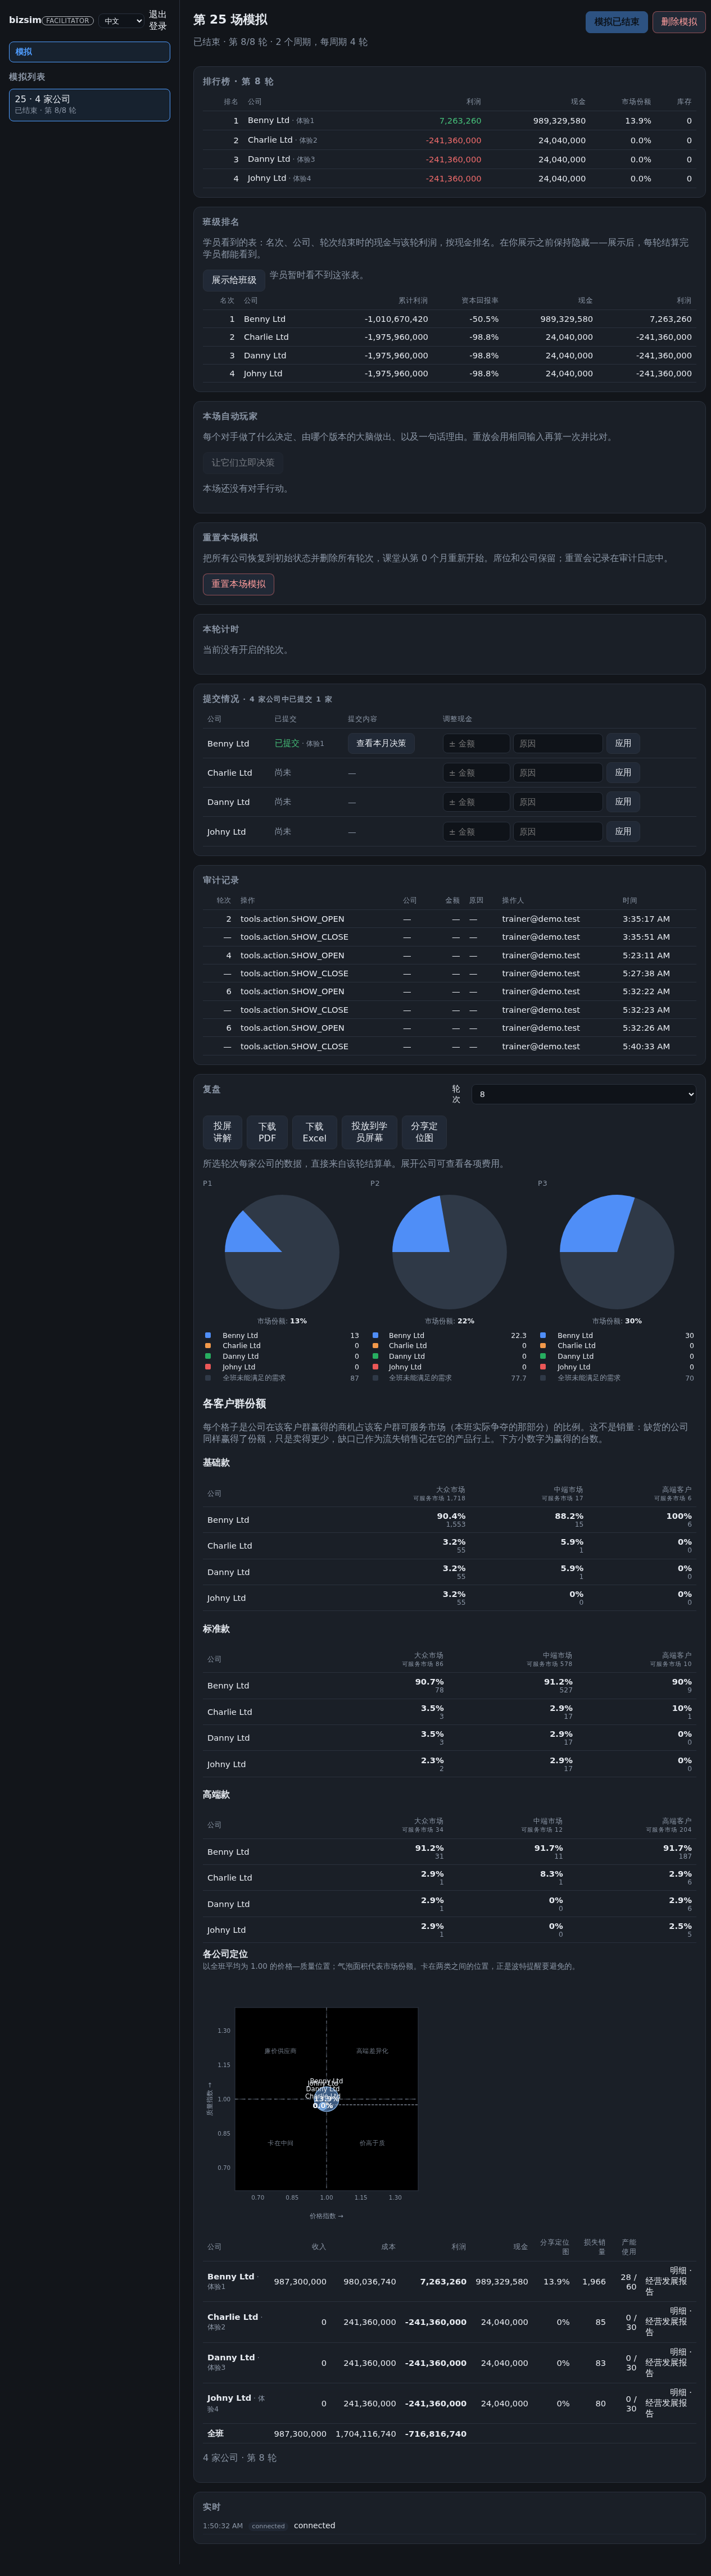 bizsim FACILITATOR 中文 退出登录
模拟
模拟列表
25 · 4 家公司
已结束 · 第 8/8 轮
第 25 场模拟
已结束 · 第 8/8 轮 · 2 个周期，每周期 4 轮
模拟已结束 删除模拟
排行榜 · 第 8 轮
排名 公司 利润 现金 市场份额 库存
1 Benny Ltd · 体验1 7,263,260 989,329,580 13.9% 0
2 Charlie Ltd · 体验2 -241,360,000 24,040,000 0.0% 0
3 Danny Ltd · 体验3 -241,360,000 24,040,000 0.0% 0
4 Johny Ltd · 体验4 -241,360,000 24,040,000 0.0% 0
班级排名
学员看到的表：名次、公司、轮次结束时的现金与该轮利润，按现金排名。在你展示之前保持隐藏——展示后，每轮结算完
学员都能看到。
展示给班级 学员暂时看不到这张表。
名次 公司 累计利润 资本回报率 现金 利润
1 Benny Ltd -1,010,670,420 -50.5% 989,329,580 7,263,260
2 Charlie Ltd -1,975,960,000 -98.8% 24,040,000 -241,360,000
3 Danny Ltd -1,975,960,000 -98.8% 24,040,000 -241,360,000
4 Johny Ltd -1,975,960,000 -98.8% 24,040,000 -241,360,000
本场自动玩家
每个对手做了什么决定、由哪个版本的大脑做出、以及一句话理由。重放会用相同输入再算一次并比对。
让它们立即决策
本场还没有对手行动。
重置本场模拟
把所有公司恢复到初始状态并删除所有轮次，课堂从第 0 个月重新开始。席位和公司保留；重置会记录在审计日志中。
重置本场模拟
本轮计时
当前没有开启的轮次。
提交情况 · 4 家公司中已提交 1 家
公司 已提交 提交内容 调整现金
Benny Ltd 已提交 · 体验1 查看本月决策 ± 金额 原因 应用
Charlie Ltd 尚未 — ± 金额 原因 应用
Danny Ltd 尚未 — ± 金额 原因 应用
Johny Ltd 尚未 — ± 金额 原因 应用
审计记录
轮次 操作 公司 金额 原因 操作人 时间
2 tools.action.SHOW_OPEN — — — trainer@demo.test 3:35:17 AM
— tools.action.SHOW_CLOSE — — — trainer@demo.test 3:35:51 AM
4 tools.action.SHOW_OPEN — — — trainer@demo.test 5:23:11 AM
— tools.action.SHOW_CLOSE — — — trainer@demo.test 5:27:38 AM
6 tools.action.SHOW_OPEN — — — trainer@demo.test 5:32:22 AM
— tools.action.SHOW_CLOSE — — — trainer@demo.test 5:32:23 AM
6 tools.action.SHOW_OPEN — — — trainer@demo.test 5:32:26 AM
— tools.action.SHOW_CLOSE — — — trainer@demo.test 5:40:33 AM
复盘 轮次 8
投屏讲解 下载PDF 下载Excel 投放到学员屏幕 分享定位图
所选轮次每家公司的数据，直接来自该轮结算单。展开公司可查看各项费用。
P1 P2 P3
市场份额: 13% 市场份额: 22% 市场份额: 30%
Benny Ltd 13 Benny Ltd 22.3 Benny Ltd 30
Charlie Ltd 0 Charlie Ltd 0 Charlie Ltd 0
Danny Ltd 0 Danny Ltd 0 Danny Ltd 0
Johny Ltd 0 Johny Ltd 0 Johny Ltd 0
全班未能满足的需求 87 全班未能满足的需求 77.7 全班未能满足的需求 70
各客户群份额
每个格子是公司在该客户群赢得的商机占该客户群可服务市场（本班实际争夺的那部分）的比例。这不是销量：缺货的公司
同样赢得了份额，只是卖得更少，缺口已作为流失销售记在它的产品行上。下方小数字为赢得的台数。
基础款
公司 大众市场 中端市场 高端客户
可服务市场 1,718 可服务市场 17 可服务市场 6
Benny Ltd 90.4% 88.2% 100%
1,553 15 6
Charlie Ltd 3.2% 5.9% 0%
55 1 0
Danny Ltd 3.2% 5.9% 0%
55 1 0
Johny Ltd 3.2% 0% 0%
55 0 0
标准款
公司 大众市场 中端市场 高端客户
可服务市场 86 可服务市场 578 可服务市场 10
Benny Ltd 90.7% 91.2% 90%
78 527 9
Charlie Ltd 3.5% 2.9% 10%
3 17 1
Danny Ltd 3.5% 2.9% 0%
3 17 0
Johny Ltd 2.3% 2.9% 0%
2 17 0
高端款
公司 大众市场 中端市场 高端客户
可服务市场 34 可服务市场 12 可服务市场 204
Benny Ltd 91.2% 91.7% 91.7%
31 11 187
Charlie Ltd 2.9% 8.3% 2.9%
1 1 6
Danny Ltd 2.9% 0% 2.9%
1 0 6
Johny Ltd 2.9% 0% 2.5%
1 0 5
各公司定位
以全班平均为 1.00 的价格—质量位置；气泡面积代表市场份额。卡在两类之间的位置，正是波特提醒要避免的。
质量指数 →
1.30
1.15
1.00
0.85
0.70
廉价供应商 高端差异化
Benny Ltd
Johny Ltd
Danny Ltd
13.9%
0.0%
卡在中间 价高于质
0.70 0.85 1.00 1.15 1.30
价格指数 →
公司 收入 成本 利润 现金 分享定位图 损失销量 产能使用
Benny Ltd · 体验1 987,300,000 980,036,740 7,263,260 989,329,580 13.9% 1,966 28 / 60 明细 · 经营发展报告
Charlie Ltd · 体验2 0 241,360,000 -241,360,000 24,040,000 0% 85 0 / 30 明细 · 经营发展报告
Danny Ltd · 体验3 0 241,360,000 -241,360,000 24,040,000 0% 83 0 / 30 明细 · 经营发展报告
Johny Ltd · 体验4 0 241,360,000 -241,360,000 24,040,000 0% 80 0 / 30 明细 · 经营发展报告
全班 987,300,000 1,704,116,740 -716,816,740
4 家公司 · 第 8 轮
实时
1:50:32 AM connected connected